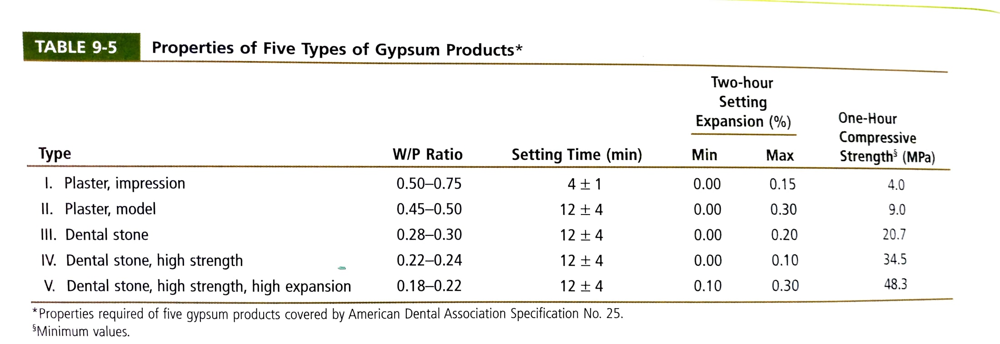 TABLE 9-5 Properties of Five Types of Gypsum Products*
Two-hour
Setting
Expansion (%)
One-Hour
Compressive
Strength§ (MPa)
Type W/P Ratio Setting Time (min) Min Max
I. Plaster, impression 0.50–0.75 4 ± 1 0.00 0.15 4.0
II. Plaster, model 0.45–0.50 12 ± 4 0.00 0.30 9.0
III. Dental stone 0.28–0.30 12 ± 4 0.00 0.20 20.7
IV. Dental stone, high strength 0.22–0.24 12 ± 4 0.00 0.10 34.5
V. Dental stone, high strength, high expansion 0.18–0.22 12 ± 4 0.10 0.30 48.3
*Properties required of five gypsum products covered by American Dental Association Specification No. 25.
§Minimum values.